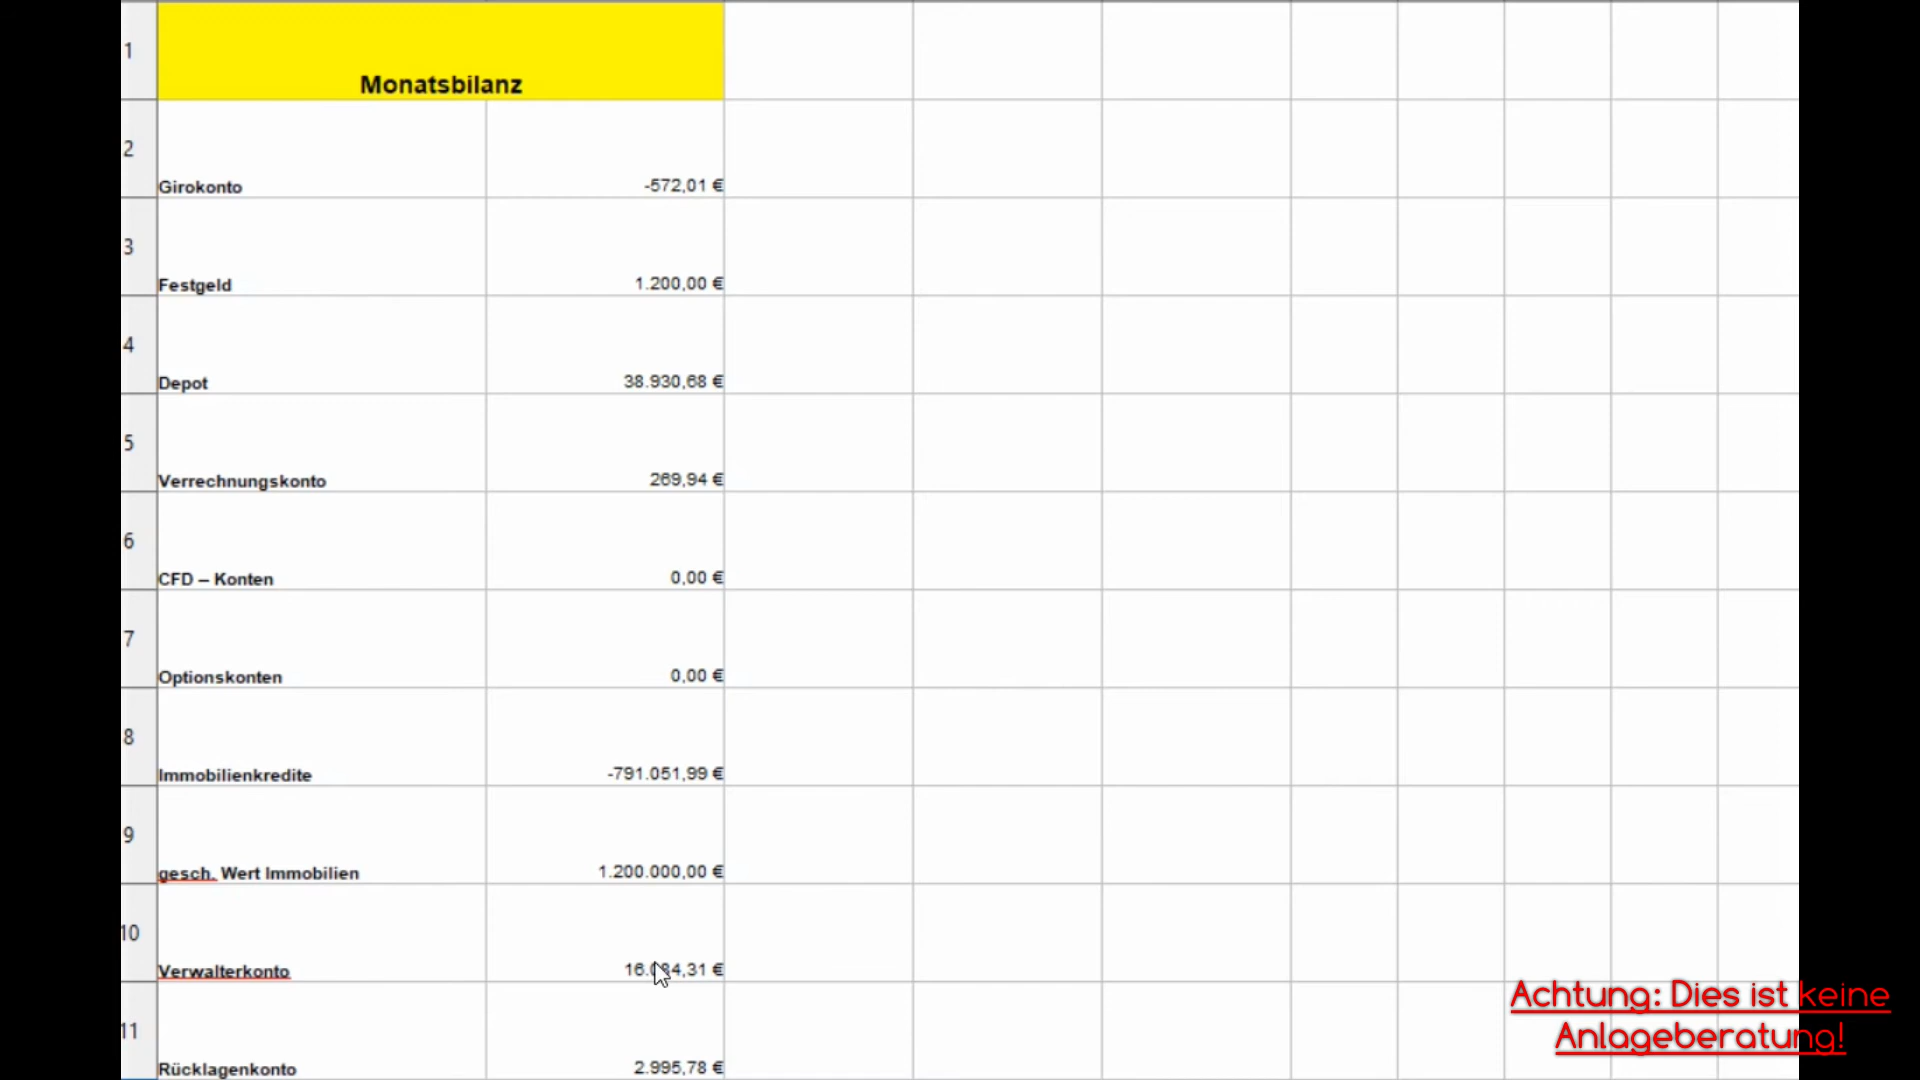 1 Monatsbilanz
2 Girokonto -572,01 €
3 Festgeld 1.200,00 €
4 Depot 38.930,68 €
5 Verrechnungskonto 269,94 €
6 CFD – Konten 0,00 €
7 Optionskonten 0,00 €
8 Immobilienkredite -791.051,99 €
9 gesch. Wert Immobilien 1.200.000,00 €
10 Verwalterkonto
11 Rücklagenkonto 2.995,78 €
Achtung: Dies ist keine
Anlageberatung!